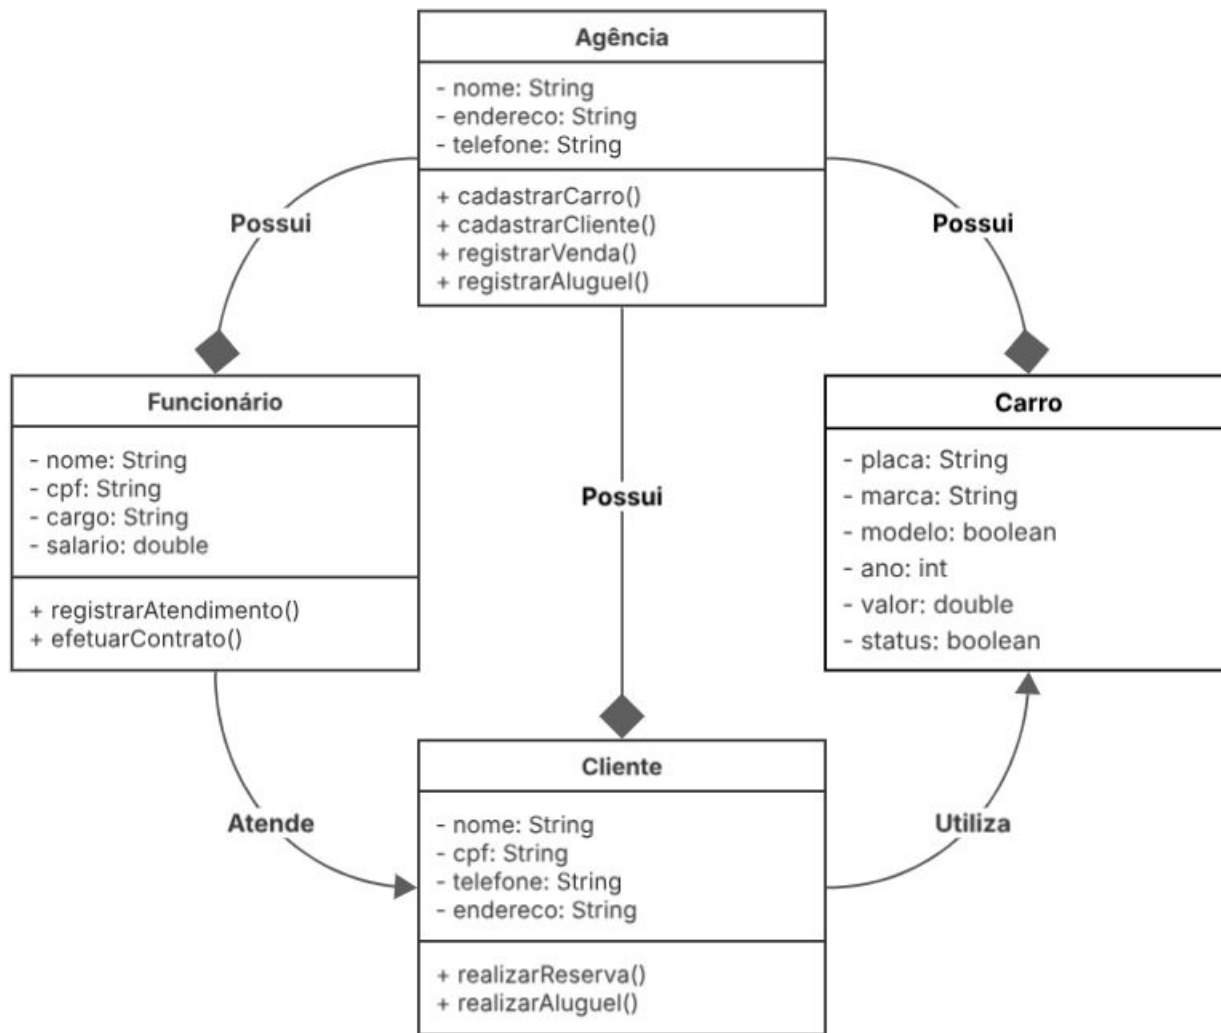 Agência
- nome: String
- endereco: String
- telefone: String
+ cadastrarCarro()
+ cadastrarCliente()
+ registrarVenda()
+ registrarAluguel()
Possui
Possui
Funcionário
- nome: String
- cpf: String
- cargo: String
- salario: double
+ registrarAtendimento()
+ efetuarContrato()
Possui
Carro
- placa: String
- marca: String
- modelo: boolean
- ano: int
- valor: double
- status: boolean
Atende
Cliente
- nome: String
- cpf: String
- telefone: String
- endereco: String
+ realizarReserva()
+ realizarAluguel()
Utiliza